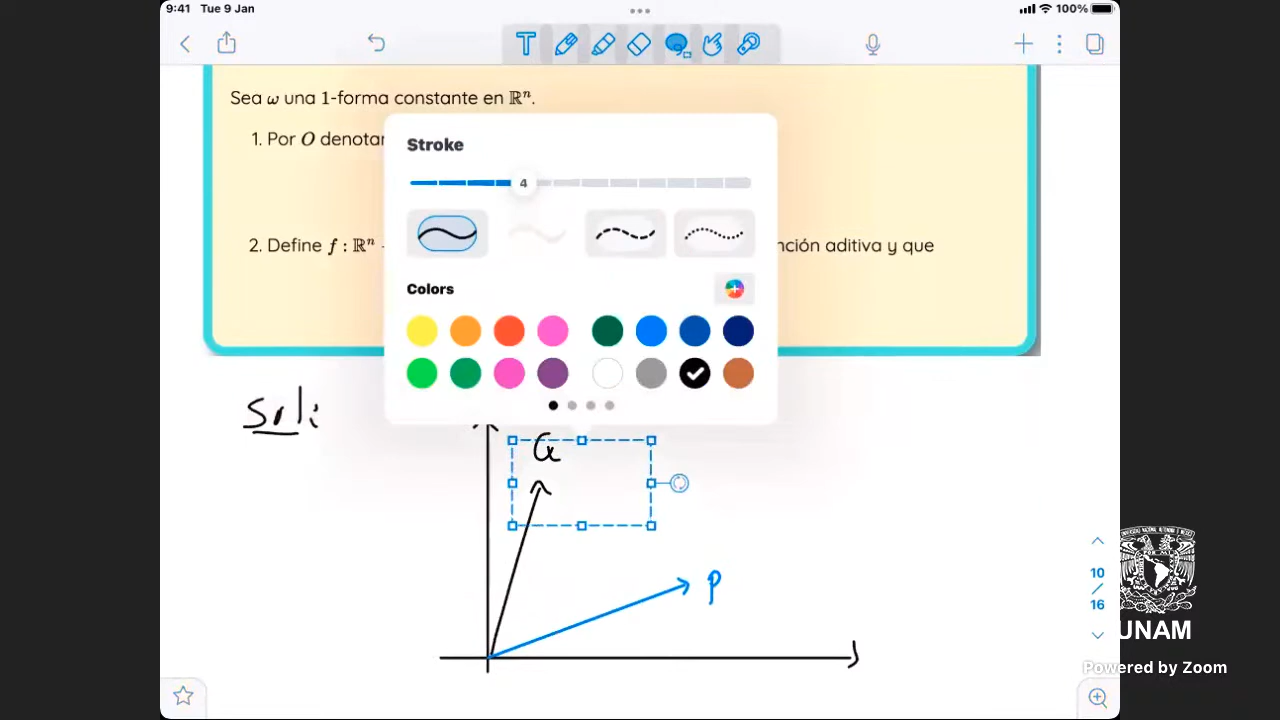 9:41 Tue 9 Jan 100%
Sea ω una 1-forma constante en ℝⁿ.
1. Por O denotar
2. Define f : ℝⁿ nción aditiva y que
Stroke
4
Colors
Sol:
Q
P
10
/
16
UNAM
Powered by Zoom